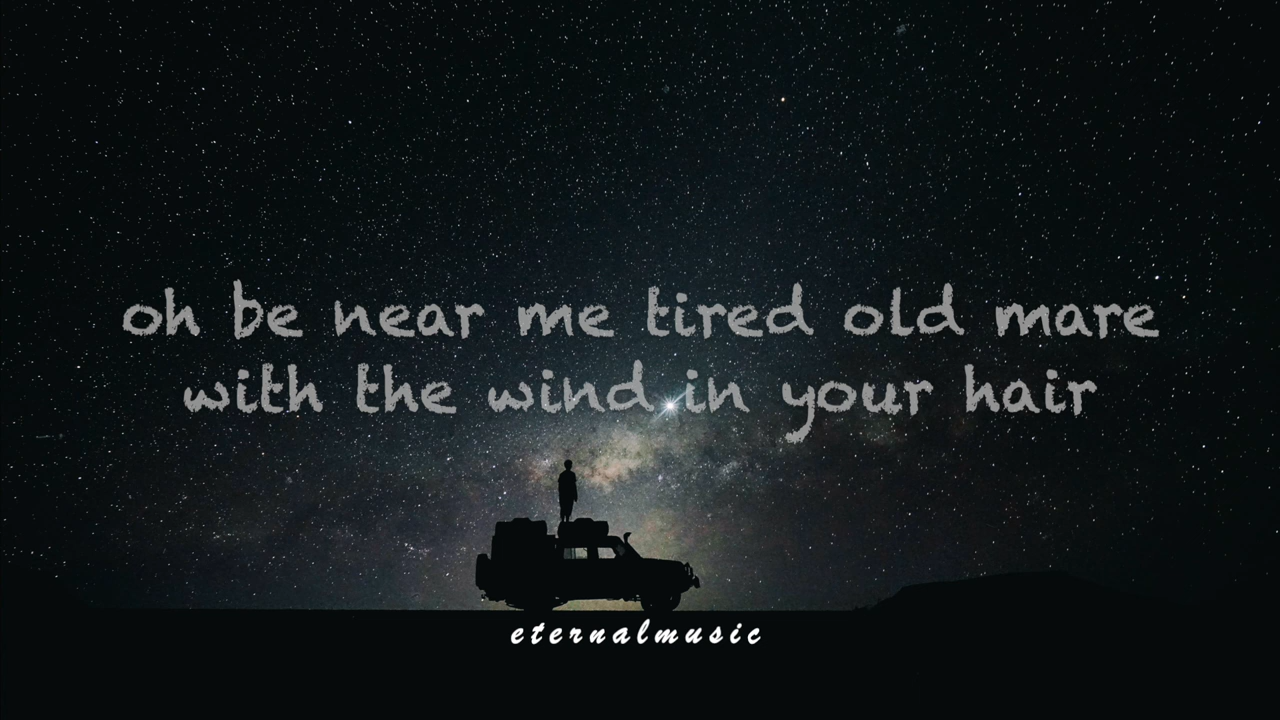 oh be near me tired old mare
with the wind in your hair
eternalmusic